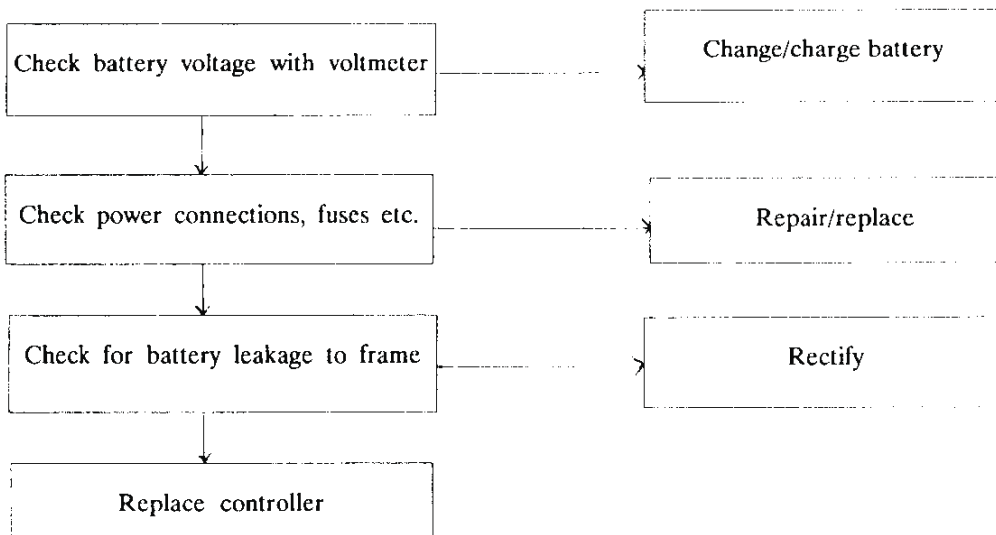 Check battery voltage with voltmeter
Change/charge battery
Check power connections, fuses etc.
Repair/replace
Check for battery leakage to frame
Rectify
Replace controller